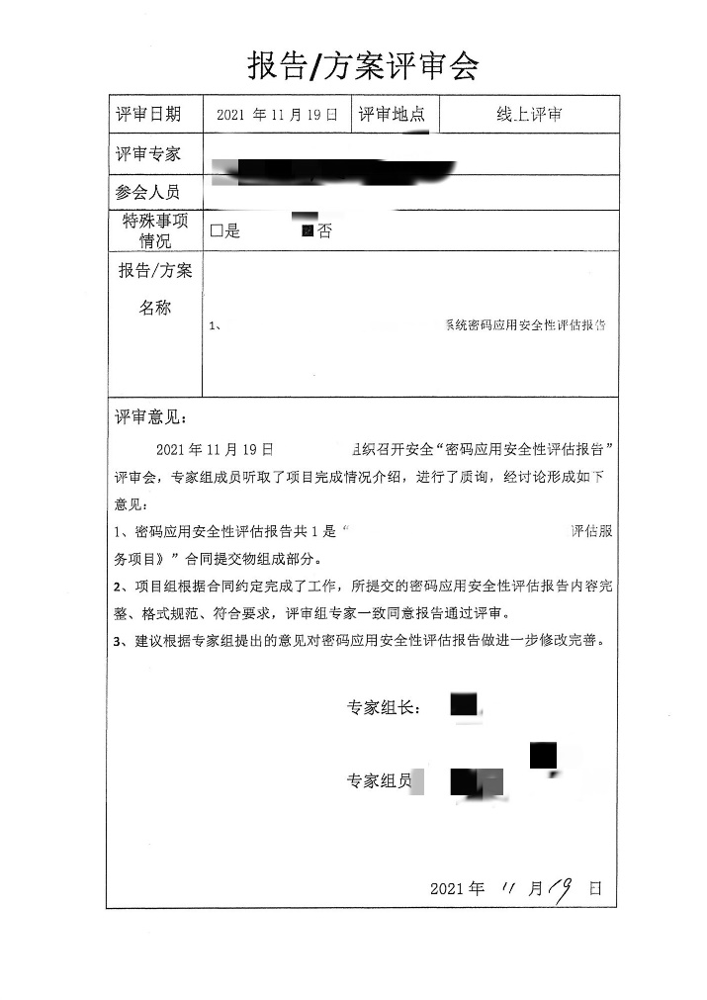 报告/方案评审会
评审日期 2021 年 11 月 19 日 评审地点 线上评审
评审专家
参会人员
特殊事项
情况
□是 否
报告/方案
名称
1、 系统密码应用安全性评估报告
评审意见：
2021 年 11 月 19 日 组织召开安全“密码应用安全性评估报告”
评审会，专家组成员听取了项目完成情况介绍，进行了质询，经讨论形成如下
意见：
1、密码应用安全性评估报告共 1 是“ 评估服
务项目》”合同提交物组成部分。
2、项目组根据合同约定完成了工作，所提交的密码应用安全性评估报告内容完
整、格式规范、符合要求，评审组专家一致同意报告通过评审。
3、建议根据专家组提出的意见对密码应用安全性评估报告做进一步修改完善。
专家组长：
专家组员
2021 年 11 月 19 日